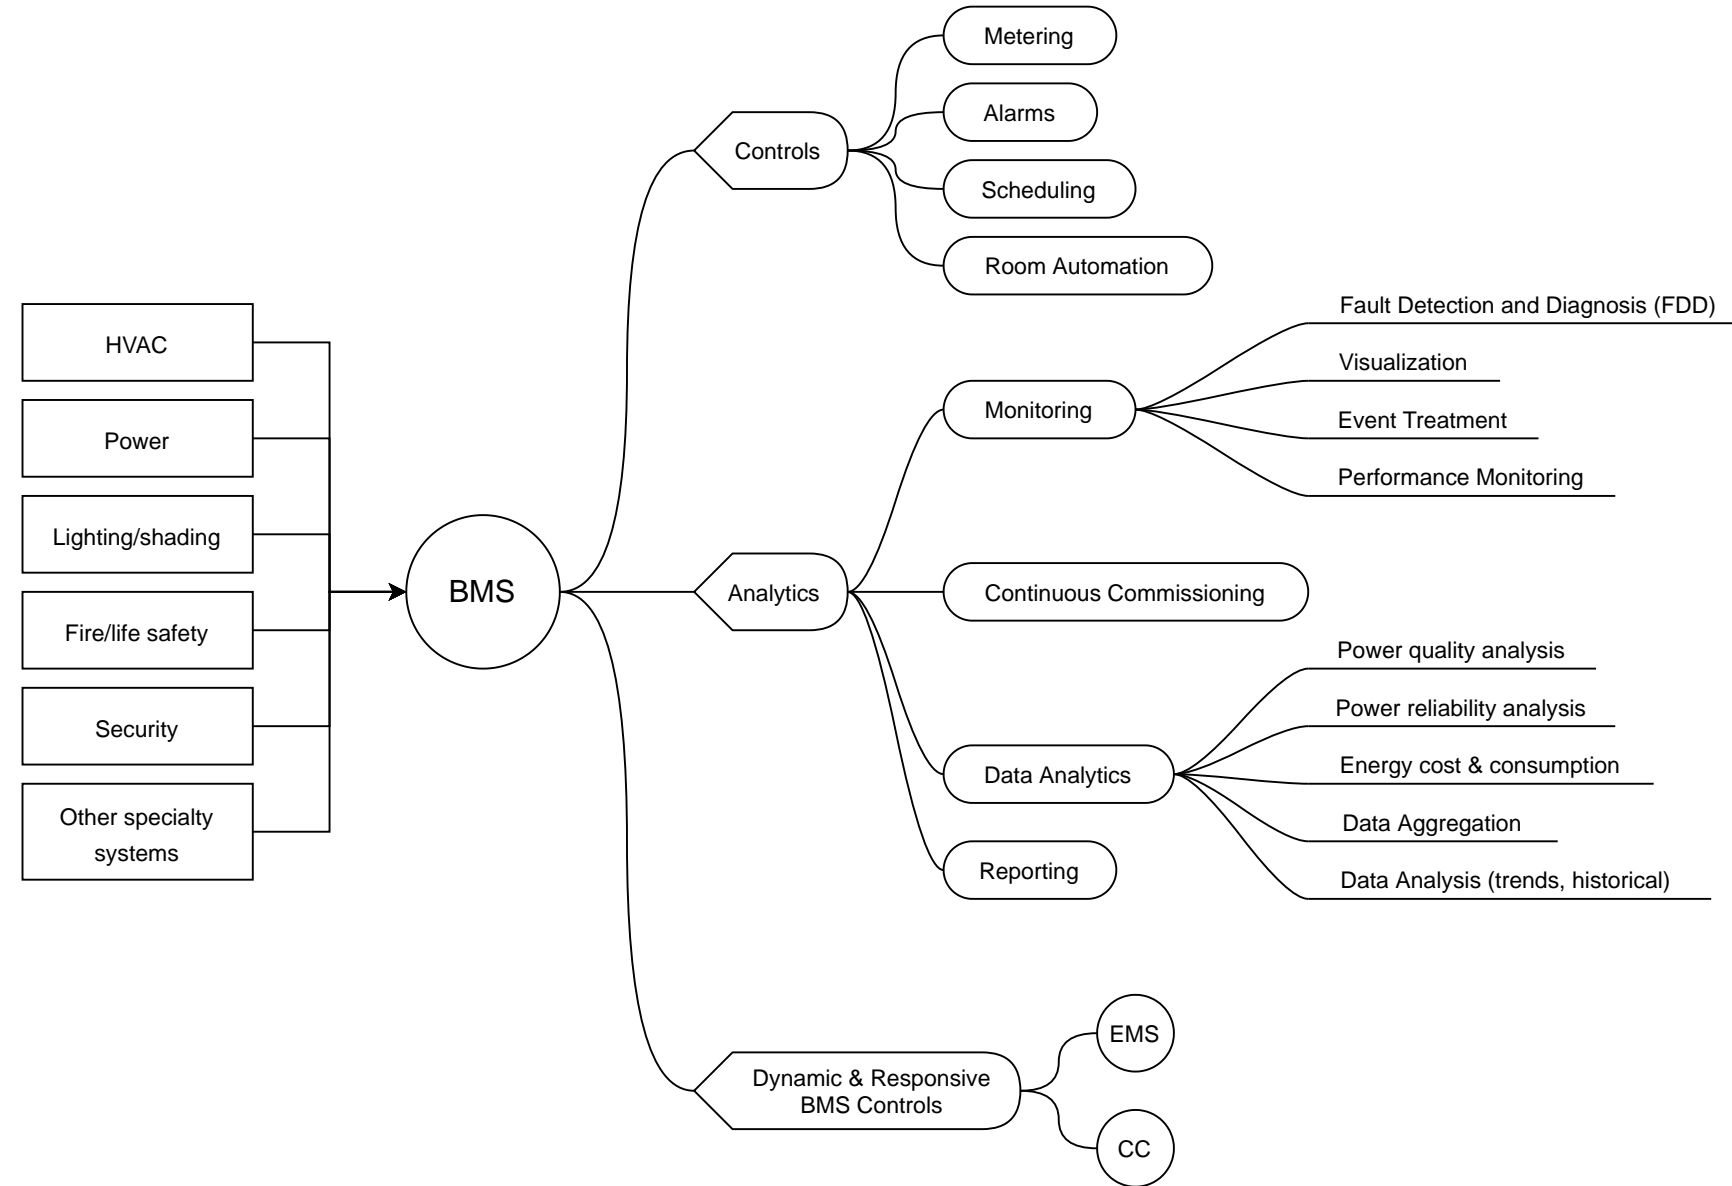 HVAC
Power
Lighting/shading
Fire/life safety
Security
Other specialty
systems
BMS
Controls
Metering
Alarms
Scheduling
Room Automation
Analytics
Monitoring
Fault Detection and Diagnosis (FDD)
Visualization
Event Treatment
Performance Monitoring
Continuous Commissioning
Data Analytics
Power quality analysis
Power reliability analysis
Energy cost & consumption
Data Aggregation
Data Analysis (trends, historical)
Reporting
Dynamic & Responsive
BMS Controls
EMS
CC